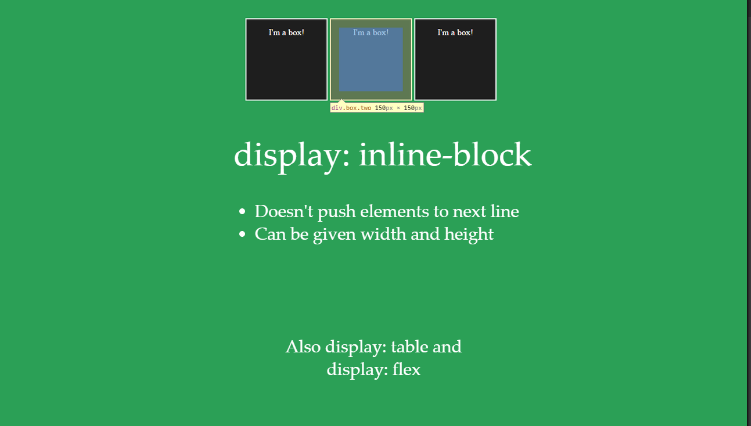 I'm a box!
I'm a box!
I'm a box!
div.box.two 150px × 150px
display: inline-block
• Doesn't push elements to next line
• Can be given width and height
Also display: table and
display: flex